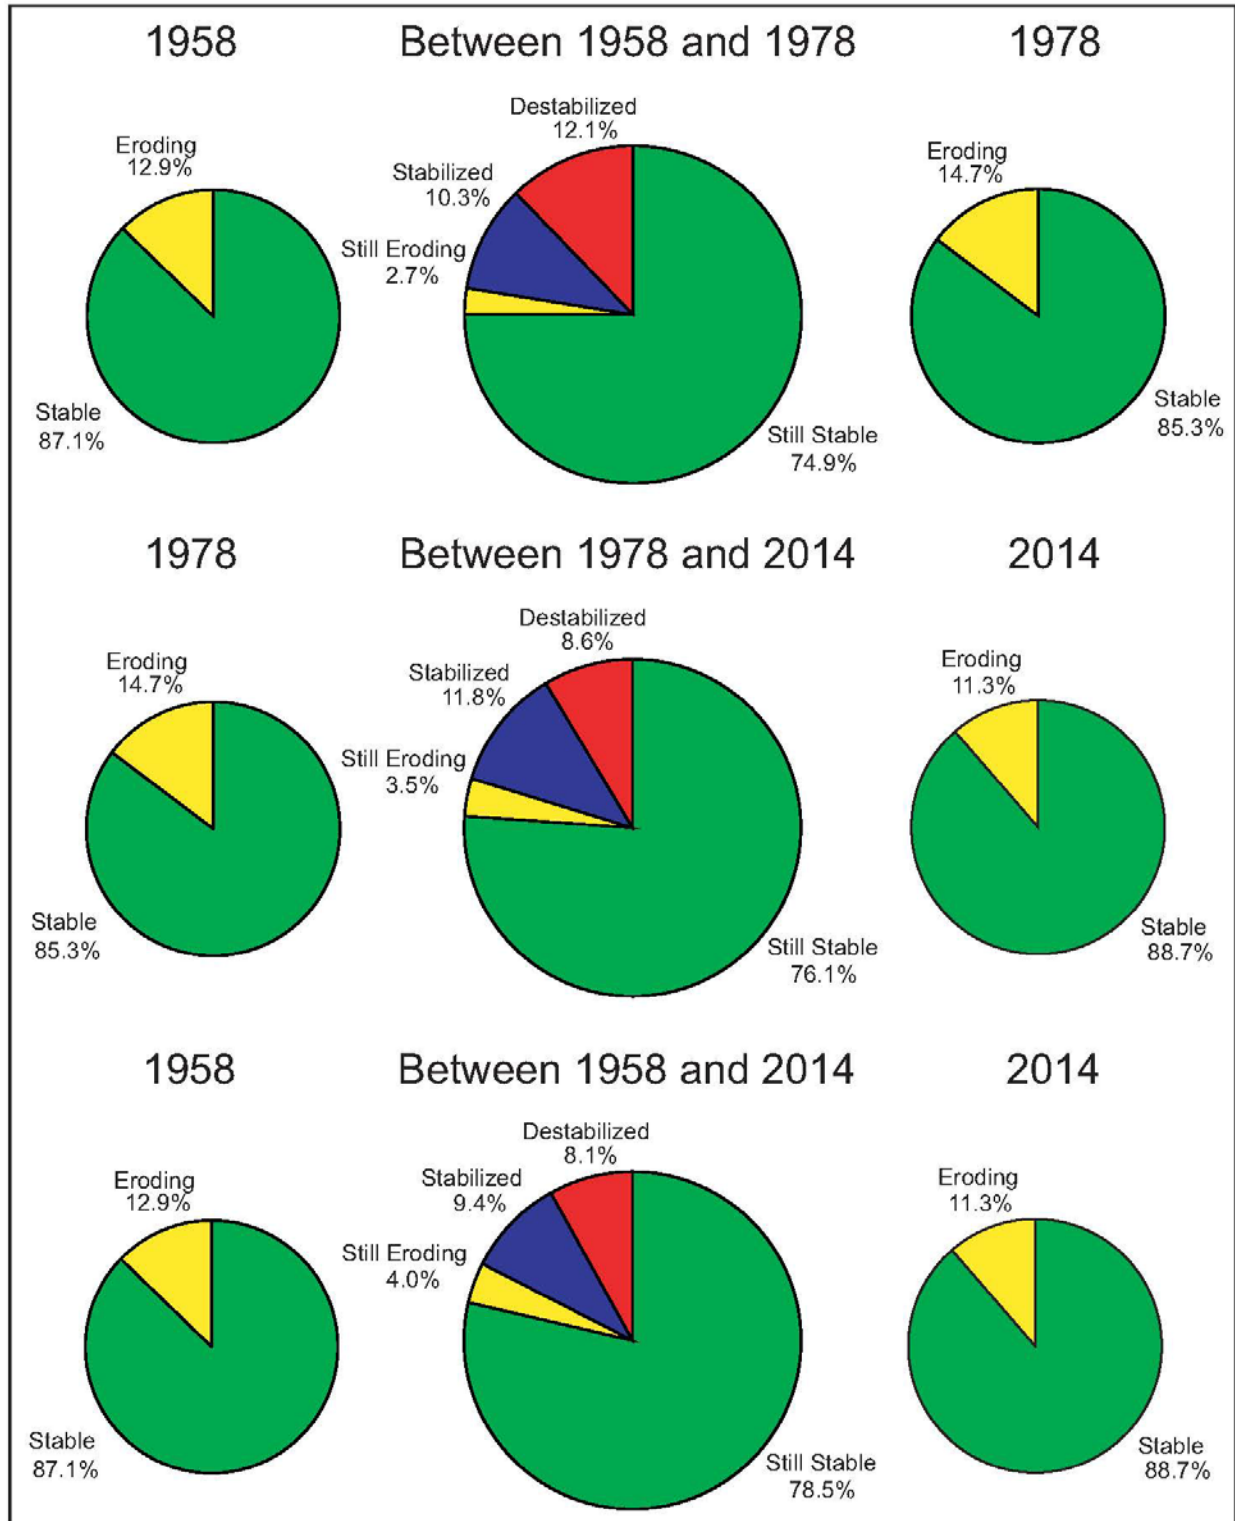 1958
Between 1958 and 1978
1978
Eroding
12.9%
Stable
87.1%
Destabilized
12.1%
Stabilized
10.3%
Still Eroding
2.7%
Still Stable
74.9%
Eroding
14.7%
Stable
85.3%
1978
Between 1978 and 2014
2014
Eroding
14.7%
Stable
85.3%
Destabilized
8.6%
Stabilized
11.8%
Still Eroding
3.5%
Still Stable
76.1%
Eroding
11.3%
Stable
88.7%
1958
Between 1958 and 2014
2014
Eroding
12.9%
Stable
87.1%
Destabilized
8.1%
Stabilized
9.4%
Still Eroding
4.0%
Still Stable
78.5%
Eroding
11.3%
Stable
88.7%